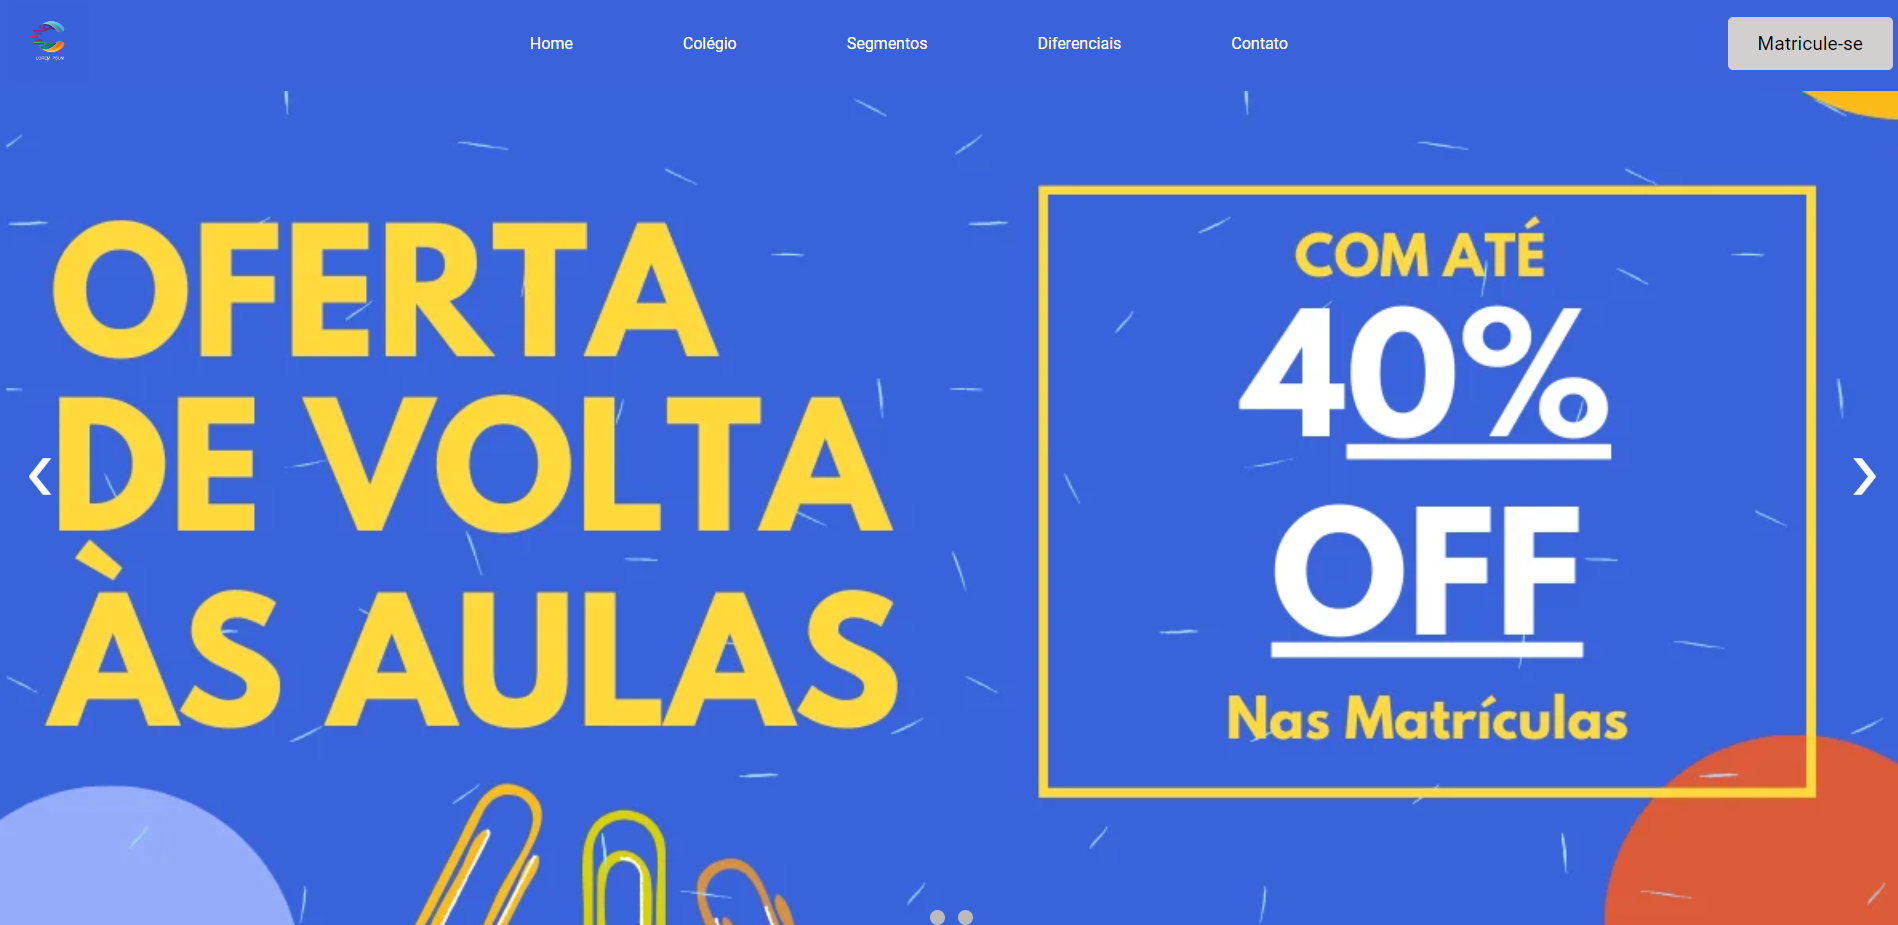 Home
Colégio
Segmentos
Diferenciais
Contato
Matricule-se
OFERTA
DE VOLTA
ÀS AULAS
COM ATÉ
40%
OFF
Nas Matrículas